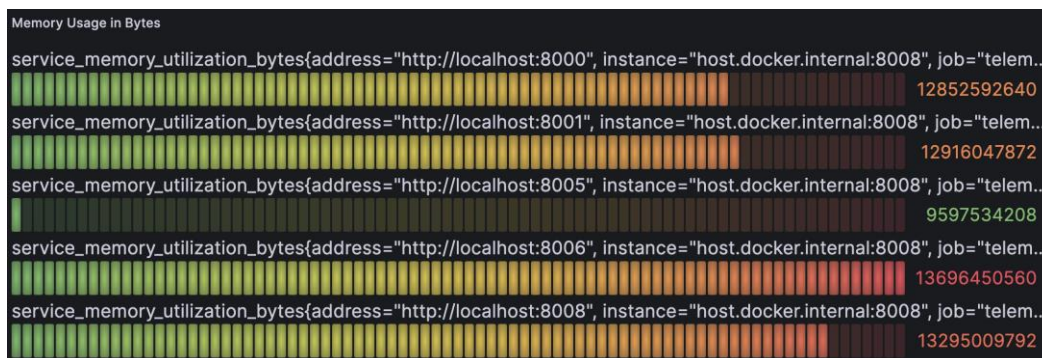 Memory Usage in Bytes
service_memory_utilization_bytes{address="http://localhost:8000", instance="host.docker.internal:8008", job="telem..
12852592640
service_memory_utilization_bytes{address="http://localhost:8001", instance="host.docker.internal:8008", job="telem..
12916047872
service_memory_utilization_bytes{address="http://localhost:8005", instance="host.docker.internal:8008", job="telem..
9597534208
service_memory_utilization_bytes{address="http://localhost:8006", instance="host.docker.internal:8008", job="telem..
13696450560
service_memory_utilization_bytes{address="http://localhost:8008", instance="host.docker.internal:8008", job="telem..
13295009792